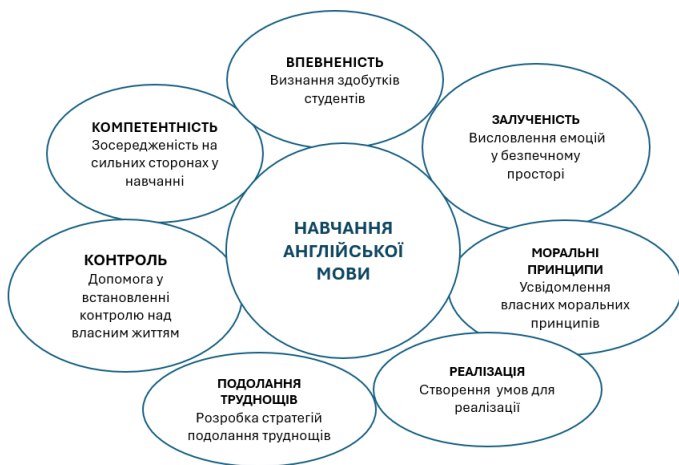 ВПЕВНЕНІСТЬ
Визнання здобутків
студентів
ЗАЛУЧЕНІСТЬ
Висловлення емоцій
у безпечному
просторі
МОРАЛЬНІ
ПРИНЦИПИ
Усвідомлення
власних моральних
принципів
РЕАЛІЗАЦІЯ
Створення умов для
реалізації
ПОДОЛАННЯ
ТРУДНОЩІВ
Розробка стратегій
подолання труднощів
КОНТРОЛЬ
Допомога у
встановленні
контролю над
власним життям
КОМПЕТЕНТНІСТЬ
Зосередженість на
сильних сторонах у
навчанні
НАВЧАННЯ
АНГЛІЙСЬКОЇ
МОВИ